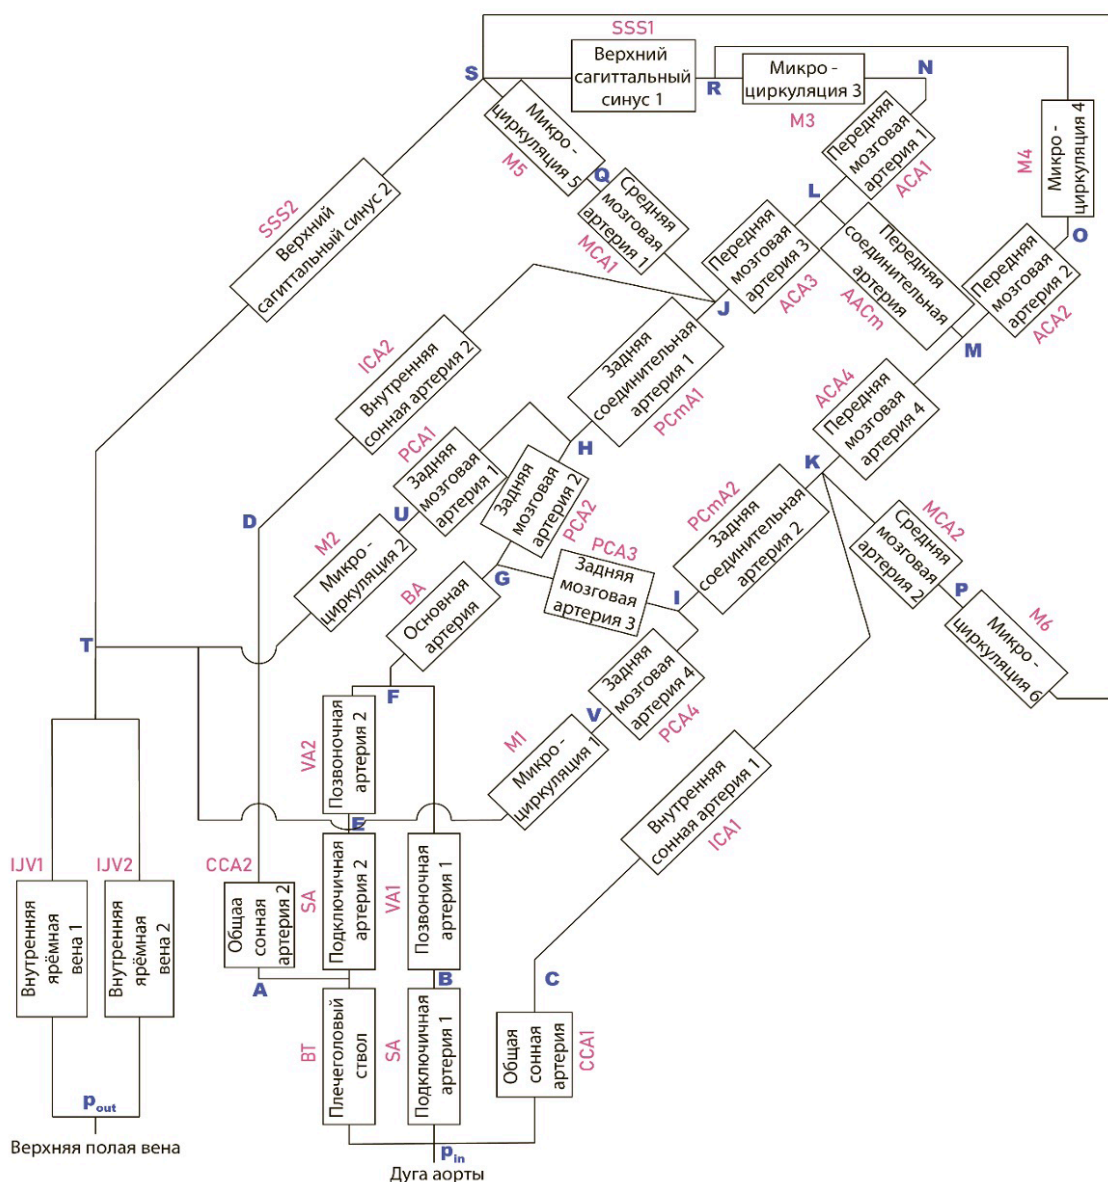 SSS1
Верхний
сагиттальный
синус 1
S
R
Микро -
циркуляция 3
M3
N
Передняя
мозговая
артерия 1
ACA1
M4
Микро -
циркуляция 4
O
Микро -
циркуляция 5
M5
Q
Средняя
мозговая
артерия 1
MCA1
L
Передняя
соединительная
артерия
AACm
Передняя
мозговая
артерия 2
ACA2
M
SSS2
Верхний
сагиттальный синус 2
Передняя
мозговая
артерия 3
ACA3
J
ICA2
Внутренняя
сонная артерия 2
Задняя
соединительная
артерия 1
PCmA1
ACA4
Передняя
мозговая
артерия 4
PCA1
Задняя
мозговая
артерия 1
H
K
U
Задняя
мозговая
артерия 2
PCA2
PCmA2
Задняя
соединительная
артерия 2
MCA2
Средняя
мозговая
артерия 2
P
D
M2
Микро -
циркуляция 2
G
PCA3
Задняя
мозговая
артерия 3
I
BA
Основная
артерия
M6
Микро -
циркуляция 6
T
F
Задняя
мозговая
артерия 4
PCA4
V
VA2
Позвоночная
артерия 2
M1
Микро -
циркуляция 1
Внутренняя
сонная артерия 1
ICA1
E
IJV1
IJV2
CCA2
Внутренняя
ярёмная
вена 1
Внутренняя
ярёмная
вена 2
Общаа
сонная
артерия 2
SA
Подключичная
артерия 2
VA1
Позвоночная
артерия 1
A
B
C
BT
Плечеголовый
ствол
SA
Подключичная
артерия 1
Общая
сонная
артерия
CCA1
Pout
Верхняя полая вена
Pin
Дуга аорты